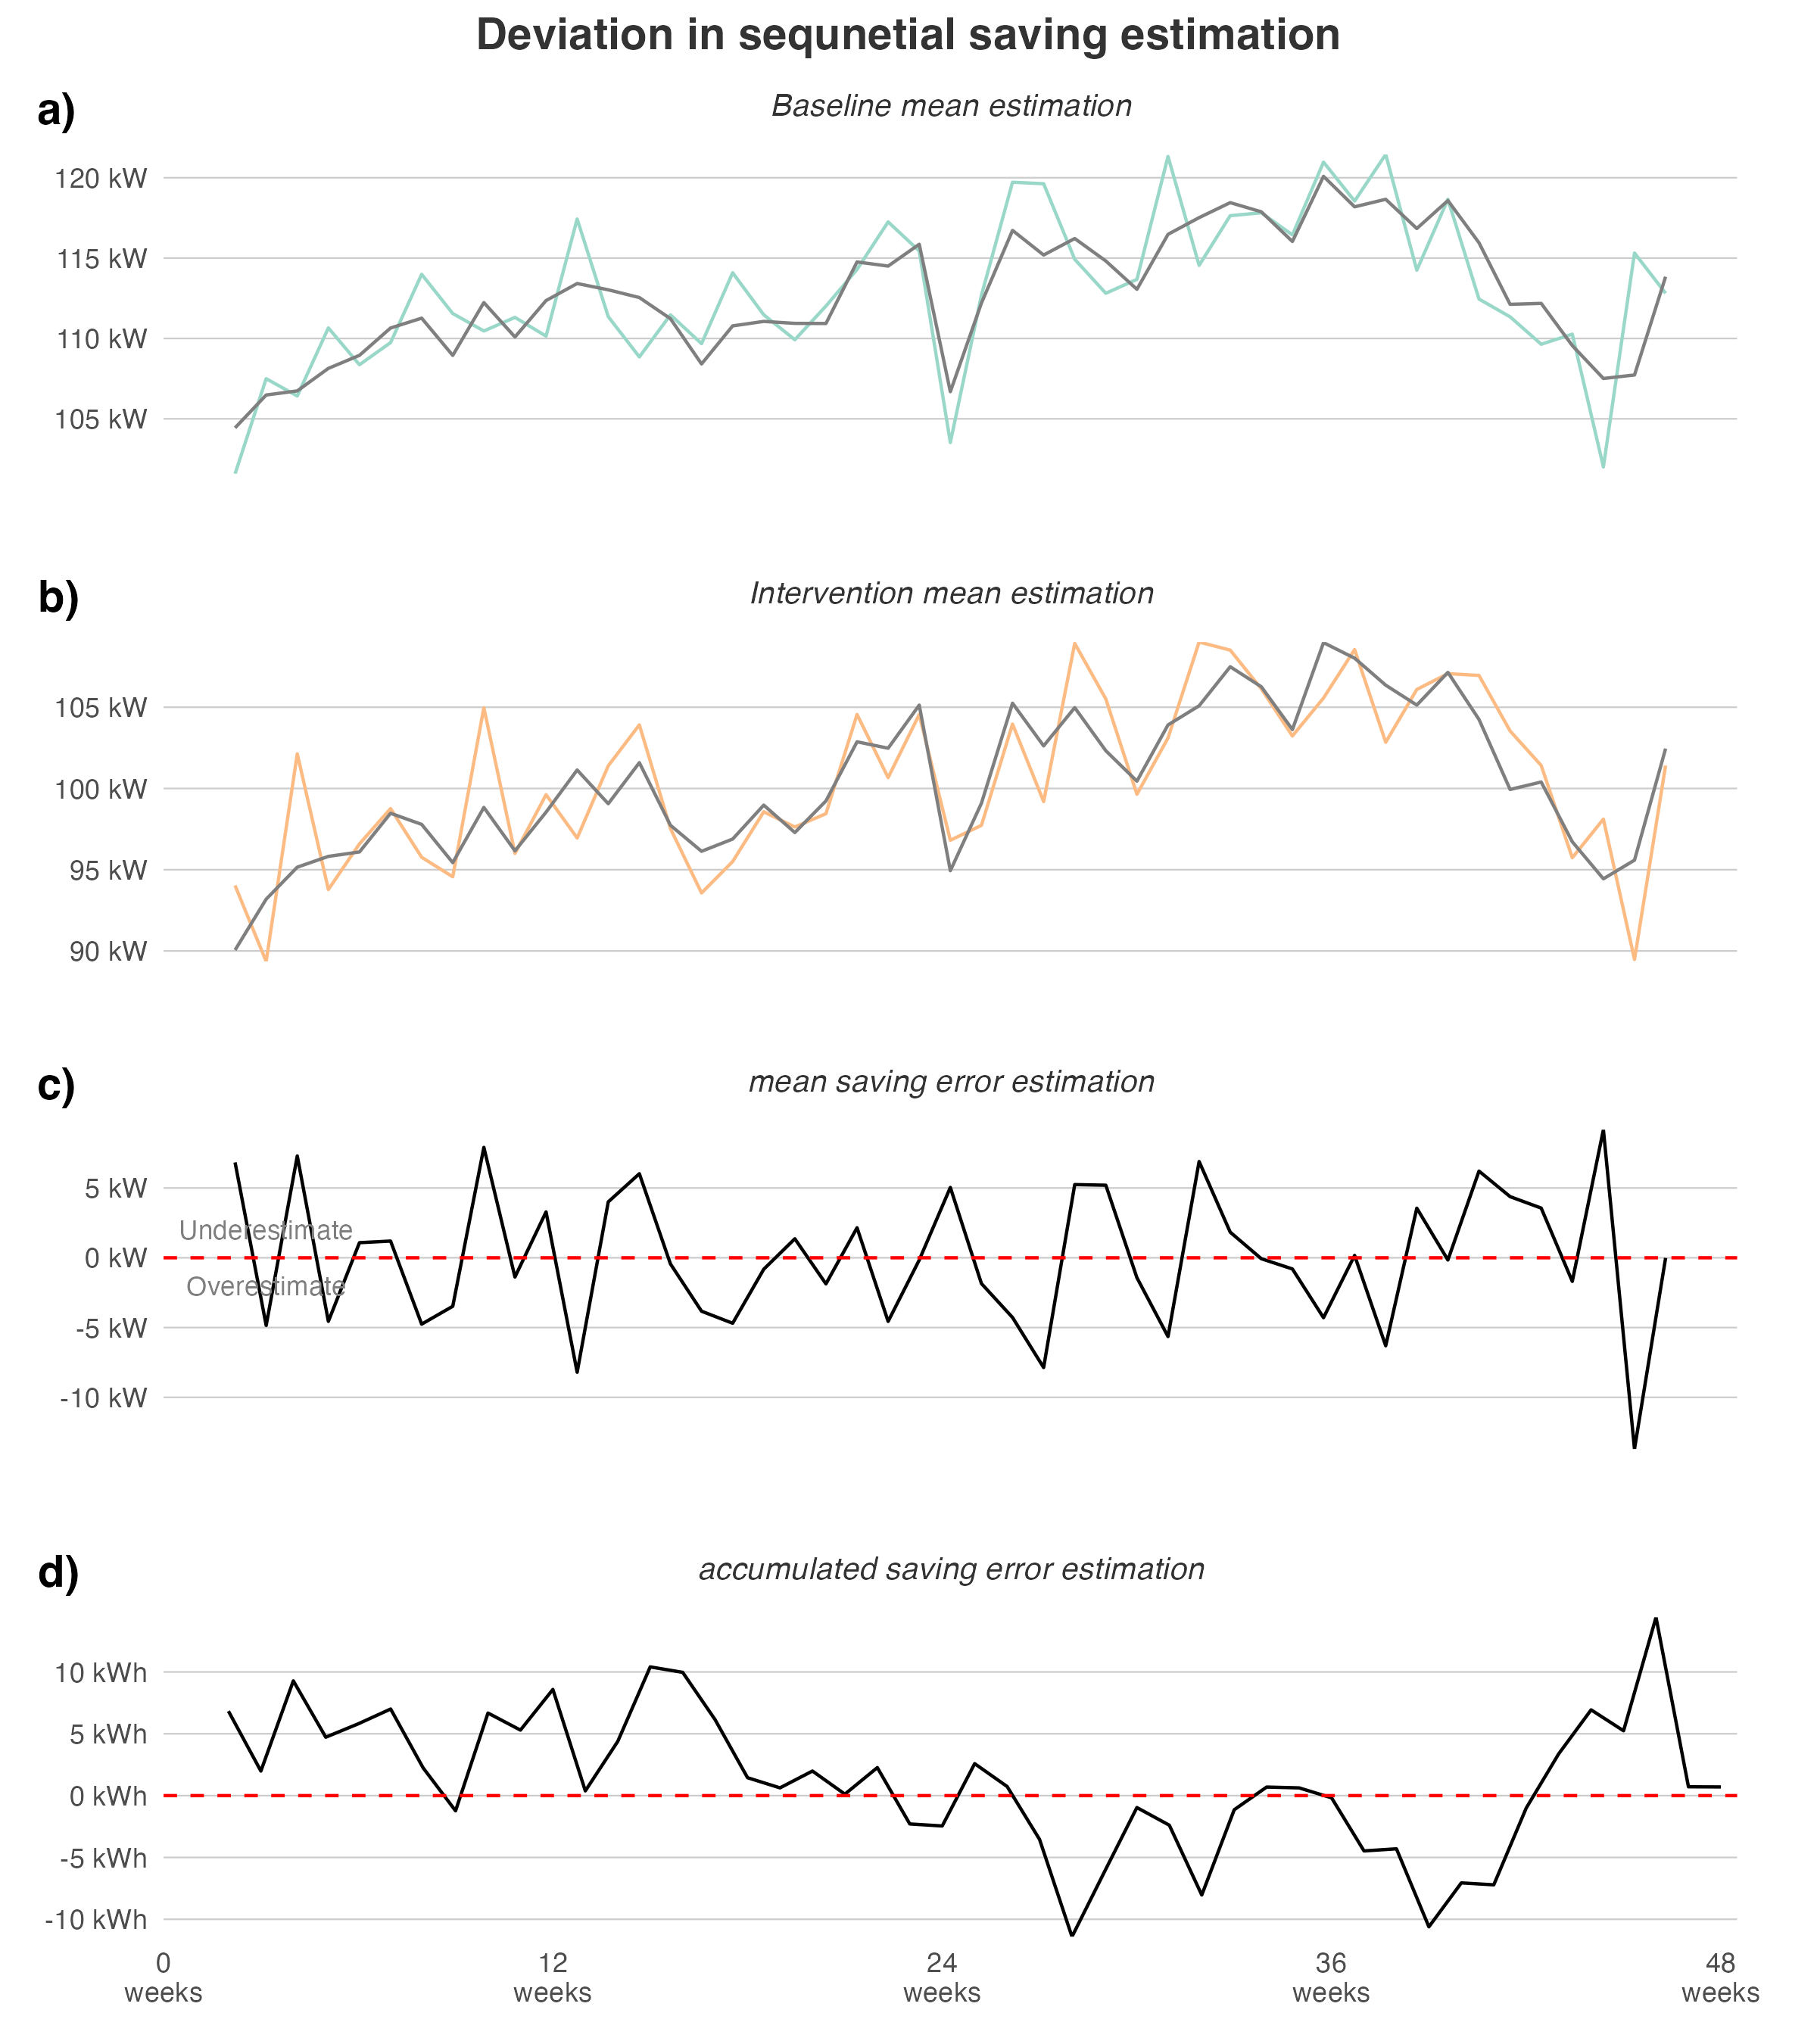 Deviation in sequnetial saving estimation
a)
Baseline mean estimation
120 kW
115 kW
110 kW
105 kW
b)
Intervention mean estimation
105 kW
100 kW
95 kW
90 kW
c)
mean saving error estimation
5 kW
Underestimate
0 kW
Overestimate
-5 kW
-10 kW
d)
accumulated saving error estimation
10 kWh
5 kWh
0 kWh
-5 kWh
-10 kWh
0 12 24 36 48
weeks weeks weeks weeks weeks